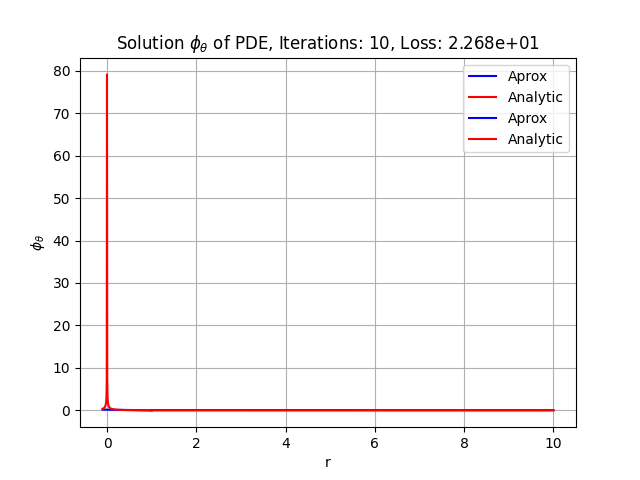 Solution ϕθ of PDE, Iterations: 10, Loss: 2.268e+01
Aprox
Analytic
Aprox
Analytic
80
70
60
50
40
30
20
10
0
ϕθ
0 2 4 6 8 10
r